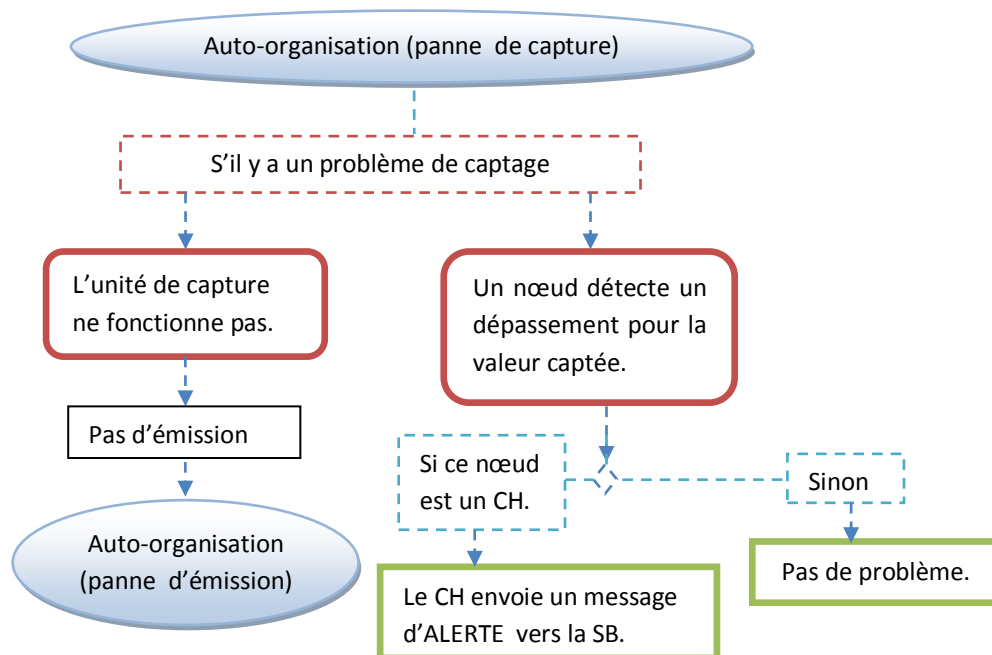 Auto-organisation (panne de capture)
S’il y a un problème de captage
L’unité de capture
ne fonctionne pas.
Un nœud détecte un
dépassement pour la
valeur captée.
Pas d’émission
Si ce nœud
est un CH.
Sinon
Auto-organisation
(panne d’émission)
Pas de problème.
Le CH envoie un message
d’ALERTE vers la SB.